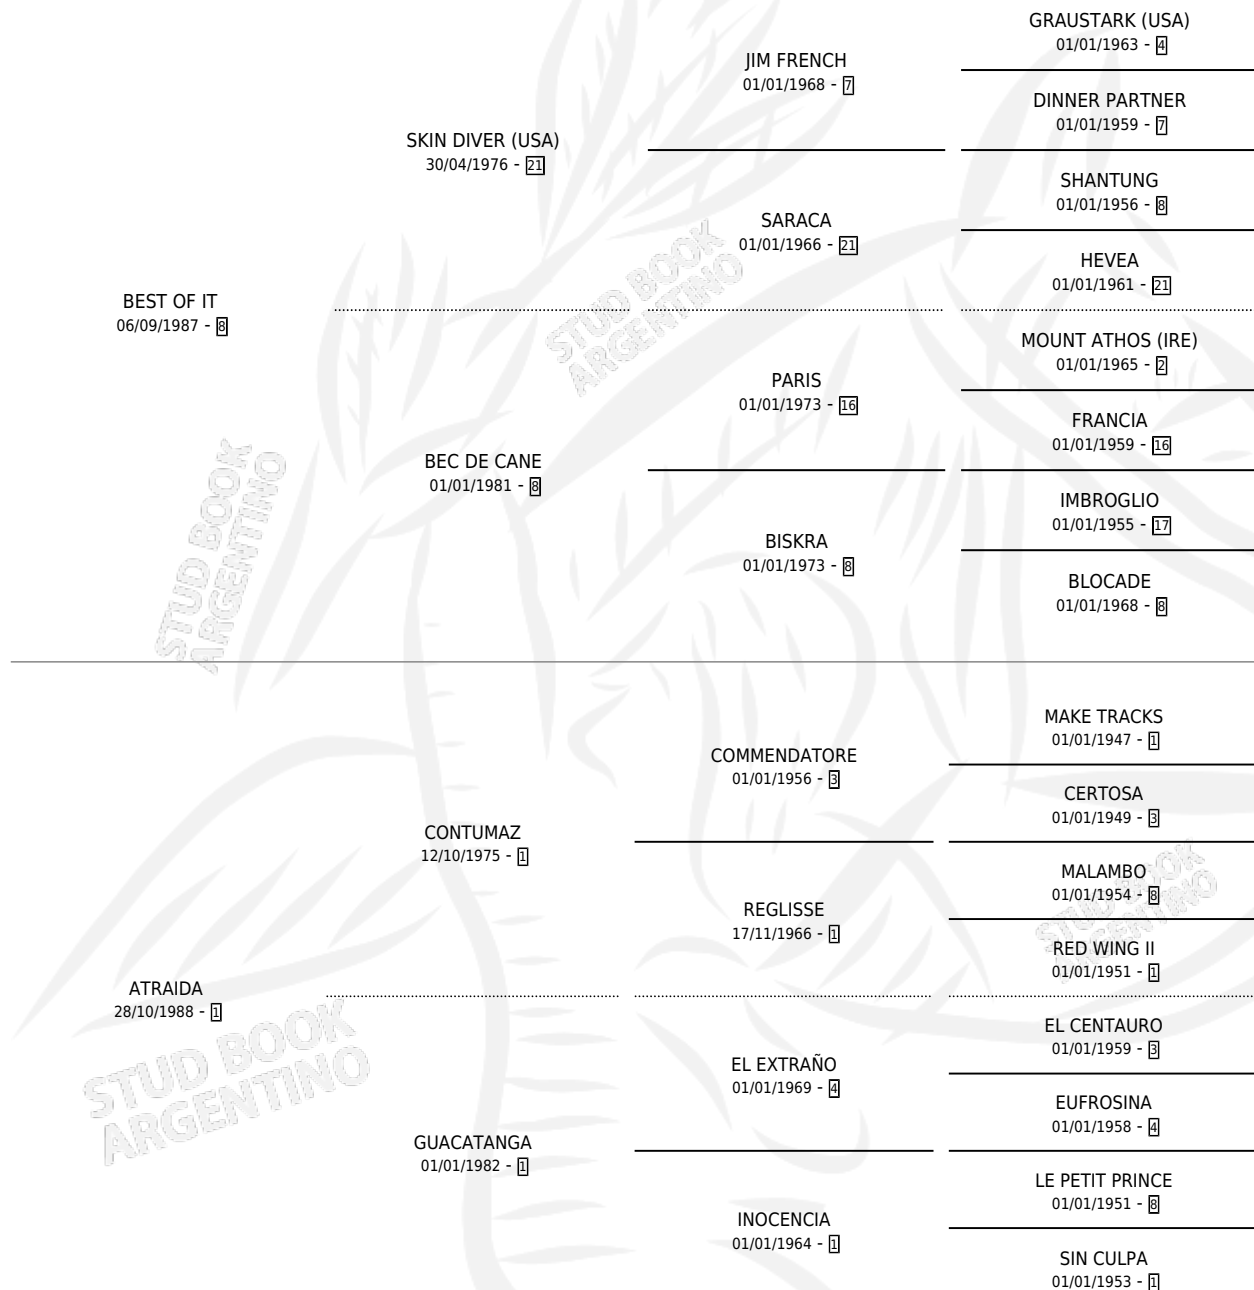 GRAUSTARK (USA)
01/01/1963 - 4
JIM FRENCH
01/01/1968 - 7
DINNER PARTNER
01/01/1959 - 7
SKIN DIVER (USA)
30/04/1976 - 21
SHANTUNG
01/01/1956 - 8
SARACA
01/01/1966 - 21
HEVEA
01/01/1961 - 21
BEST OF IT
06/09/1987 - 8
MOUNT ATHOS (IRE)
01/01/1965 - 2
PARIS
01/01/1973 - 16
FRANCIA
01/01/1959 - 16
BEC DE CANE
01/01/1981 - 8
IMBROGLIO
01/01/1955 - 17
BISKRA
01/01/1973 - 8
BLOCADE
01/01/1968 - 8
STUD BOOK
ARGENTINO
STUD BOOK
ARGENTINO
MAKE TRACKS
01/01/1947 - 1
COMMENDATORE
01/01/1956 - 3
CERTOSA
01/01/1949 - 3
CONTUMAZ
12/10/1975 - 1
MALAMBO
01/01/1954 - 8
REGLISSE
17/11/1966 - 1
RED WING II
01/01/1951 - 1
ATRAIDA
28/10/1988 - 1
EL CENTAURO
01/01/1959 - 3
EL EXTRAÑO
01/01/1969 - 4
EUFROSINA
01/01/1958 - 4
GUACATANGA
01/01/1982 - 1
LE PETIT PRINCE
01/01/1951 - 8
INOCENCIA
01/01/1964 - 1
SIN CULPA
01/01/1953 - 1
STUD BOOK
ARGENTINO
STUD BOOK
ARGENTINO